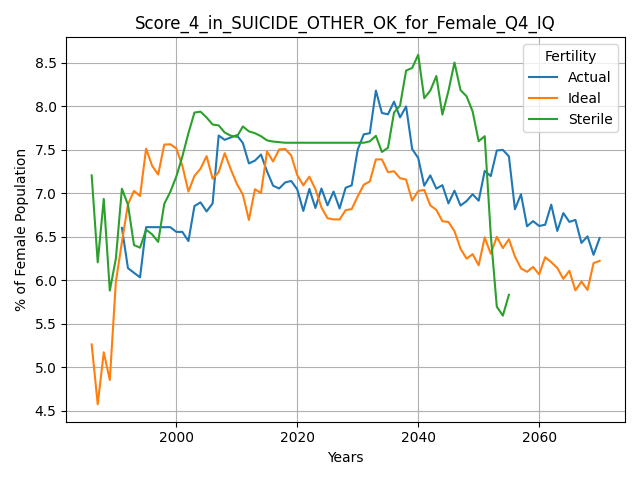 Score_4_in_SUICIDE_OTHER_OK_for_Female_Q4_IQ
% of Female Population
8.5
8.0
7.5
7.0
6.5
6.0
5.5
5.0
4.5
Fertility
Actual
Ideal
Sterile
2000
2020
2040
2060
Years